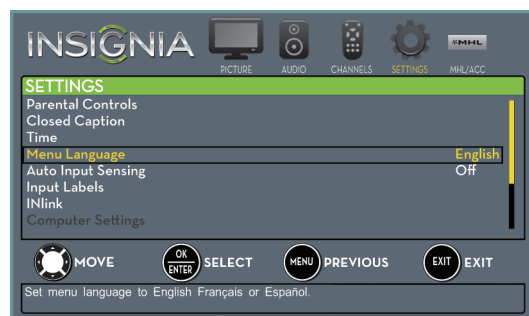 INSIGNIA
PICTURE AUDIO CHANNELS SETTINGS MHL/ACC
MHL
SETTINGS
Parental Controls
Closed Caption
Time
Menu Language English
Auto Input Sensing Off
Input Labels
INlink
Computer Settings
MOVE OK ENTER SELECT MENU PREVIOUS EXIT EXIT
Set menu language to English Français or Español.